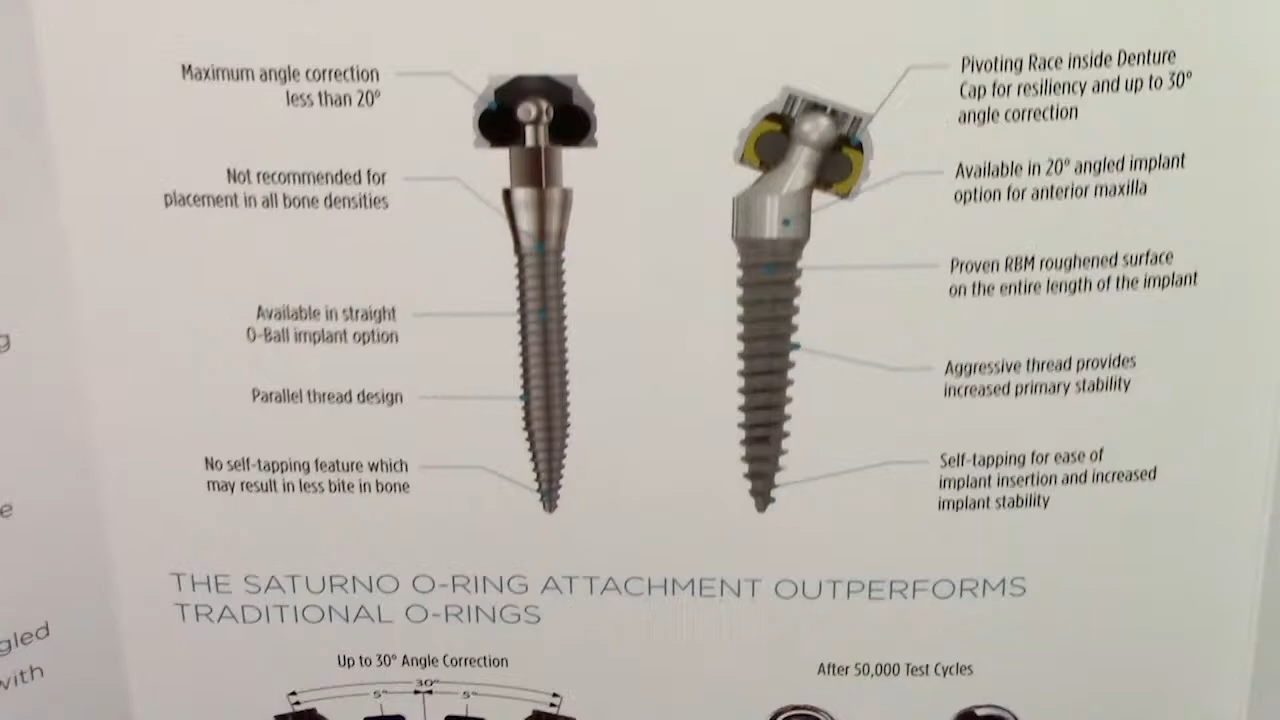 Maximum angle correction
less than 20°
Not recommended for
placement in all bone densities
Available in straight
O-Ball implant option
Parallel thread design
No self-tapping feature which
may result in less bite in bone
Pivoting Race inside Denture
Cap for resiliency and up to 30°
angle correction
Available in 20° angled implant
option for anterior maxilla
Proven RBM roughened surface
on the entire length of the implant
Aggressive thread provides
increased primary stability
Self-tapping for ease of
implant insertion and increased
implant stability
THE SATURNO O-RING ATTACHMENT OUTPERFORMS
TRADITIONAL O-RINGS
Up to 30° Angle Correction
30°
5° 5°
After 50,000 Test Cycles
gled
with